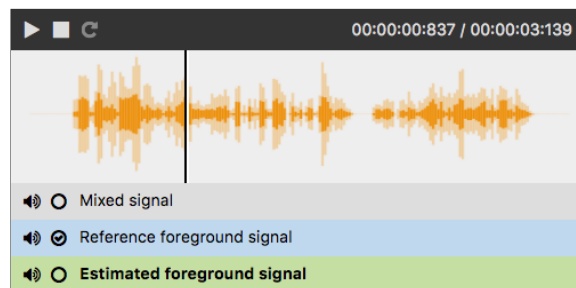 00:00:00:837 / 00:00:03:139
Mixed signal
Reference foreground signal
Estimated foreground signal